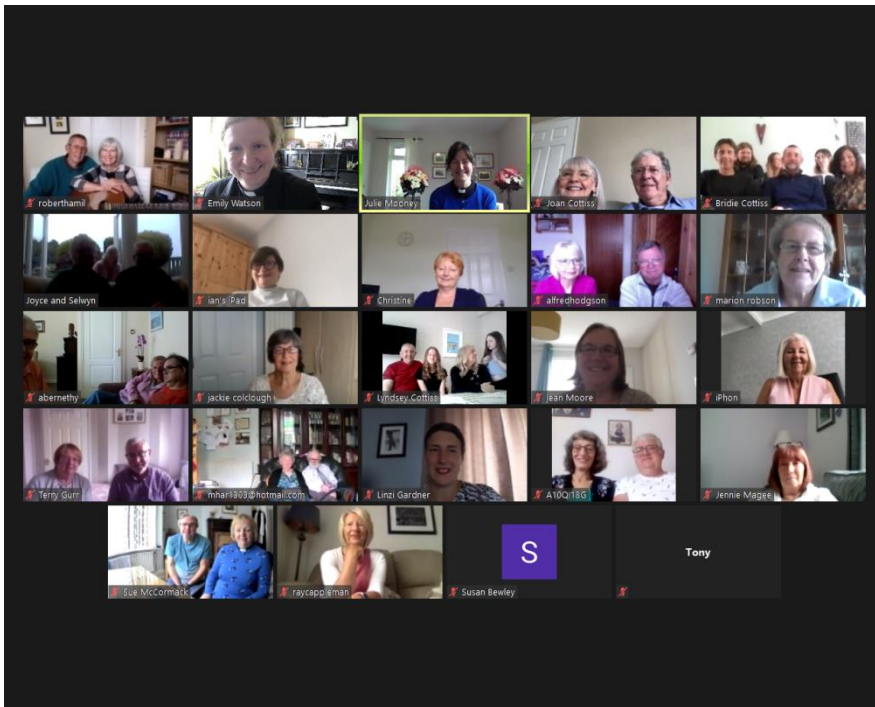 roberthamil
Emily Watson
Julie Mooney
Joan Cottiss
Bridie Cottiss
Joyce and Selwyn
ian's iPad
Christine
alfredhodgson
marion robson
abernethy
jackie colclough
Lyndsey Cottiss
jean Moore
iPhon
Terry Gurr
mhar1303@hotmail.com
Linzi Gardner
A10QI18G
Jennie Magee
Sue McCormack
raycappleman
S
Susan Bewley
Tony